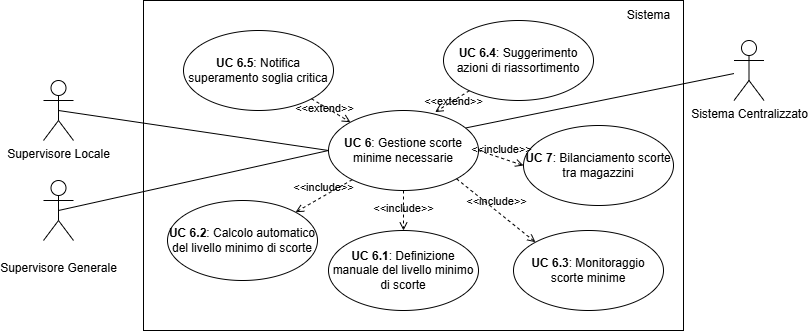 Sistema
UC 6.5: Notifica
superamento soglia critica
UC 6.4: Suggerimento
azioni di riassortimento
<<extend>>
<<extend>>
Sistema Centralizzato
Supervisore Locale
UC 6: Gestione scorte
minime necessarie
<<include>>
UC 7: Bilanciamento scorte
tra magazzini
<<include>>
<<include>>
<<include>>
Supervisore Generale
UC 6.2: Calcolo automatico
del livello minimo di scorte
UC 6.1: Definizione
manuale del livello minimo
di scorte
UC 6.3: Monitoraggio
scorte minime